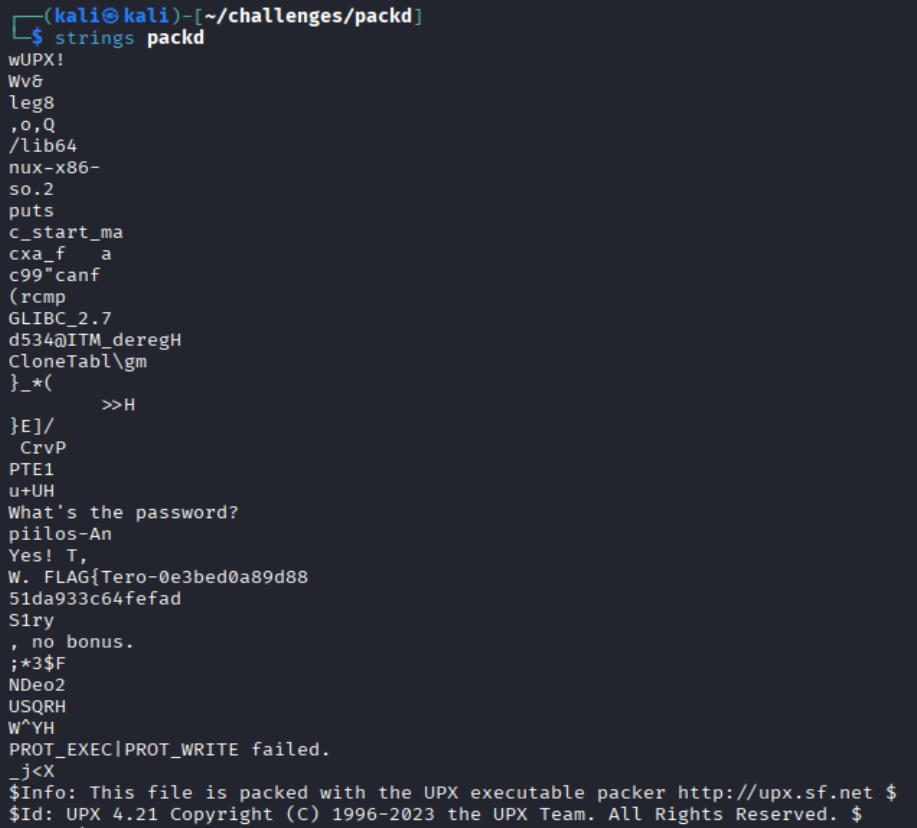 ┌──(kali㉿kali)-[~/challenges/packd]
└─$ strings packd
wUPX!
Wv&
leg8
,o,Q
/lib64
nux-x86-
so.2
puts
c_start_ma
cxa_f   a
c99"canf
(rcmp
GLIBC_2.7
d534@ITM_deregH
CloneTabl\gm
}_*(
        >>H
}E]/
 CrvP
PTE1
u+UH
What's the password?
piilos-An
Yes! T,
W. FLAG{Tero-0e3bed0a89d88
51da933c64fefad
S1ry
, no bonus.
;*3$F
NDeo2
USQRH
W^YH
PROT_EXEC|PROT_WRITE failed.
_j<X
$Info: This file is packed with the UPX executable packer http://upx.sf.net $
$Id: UPX 4.21 Copyright (C) 1996-2023 the UPX Team. All Rights Reserved. $